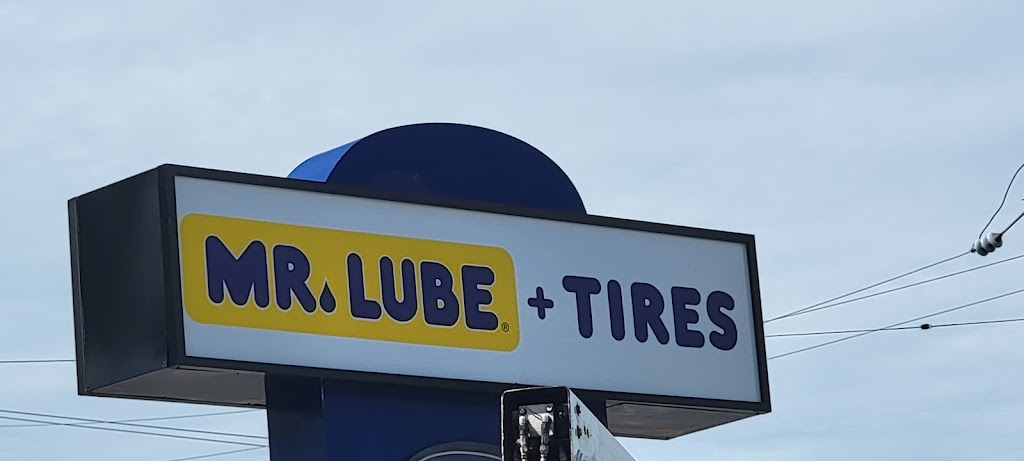 MR. LUBE® + TIRES